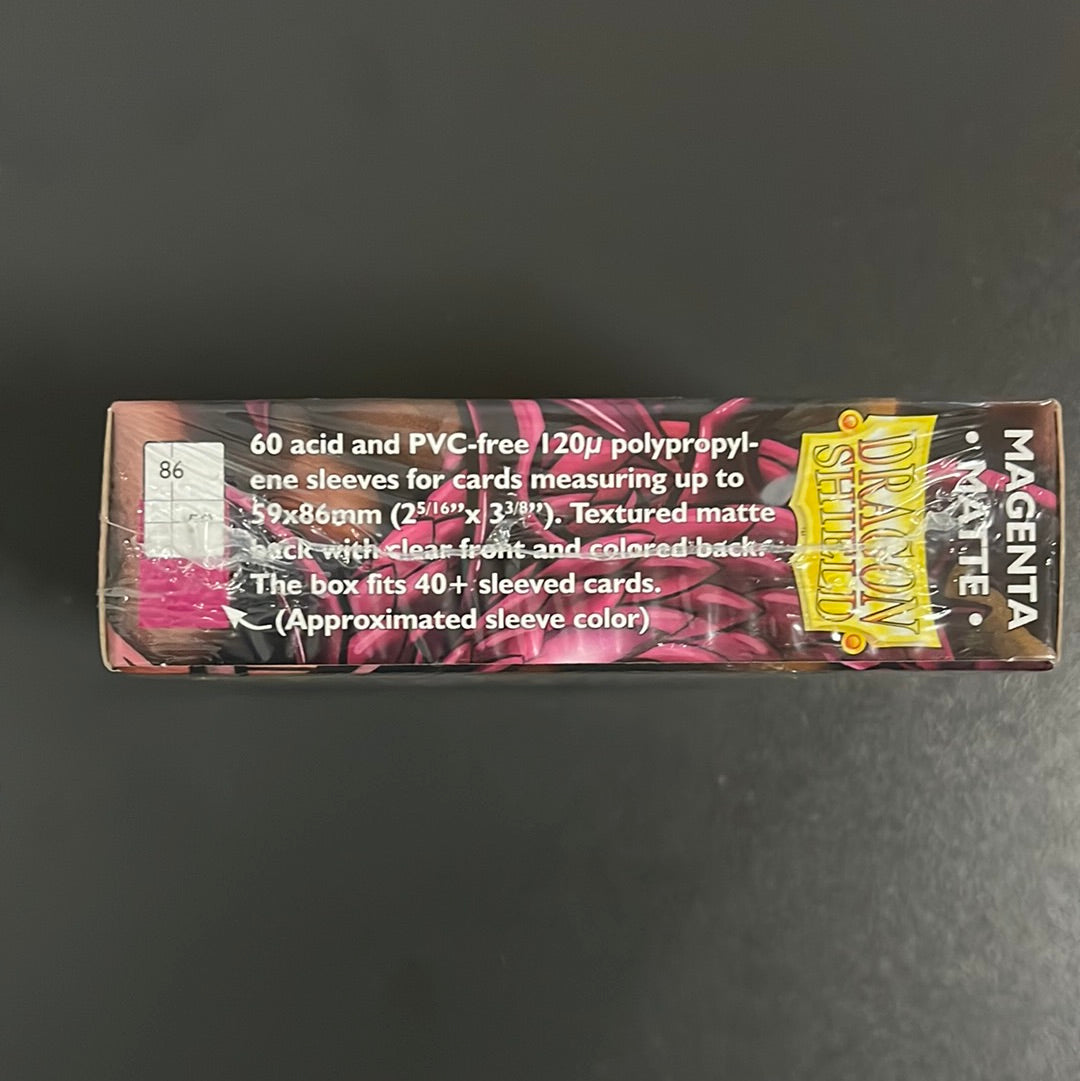 86
59
60 acid and PVC-free 120µ polypropyl-
ene sleeves for cards measuring up to
59x86mm (2⁵/¹⁶”x 3³/⁸”). Textured matte
back with clear front and colored back.
The box fits 40+ sleeved cards.
(Approximated sleeve color)
DRAGON
SHIELD
MAGENTA
• MATTE •